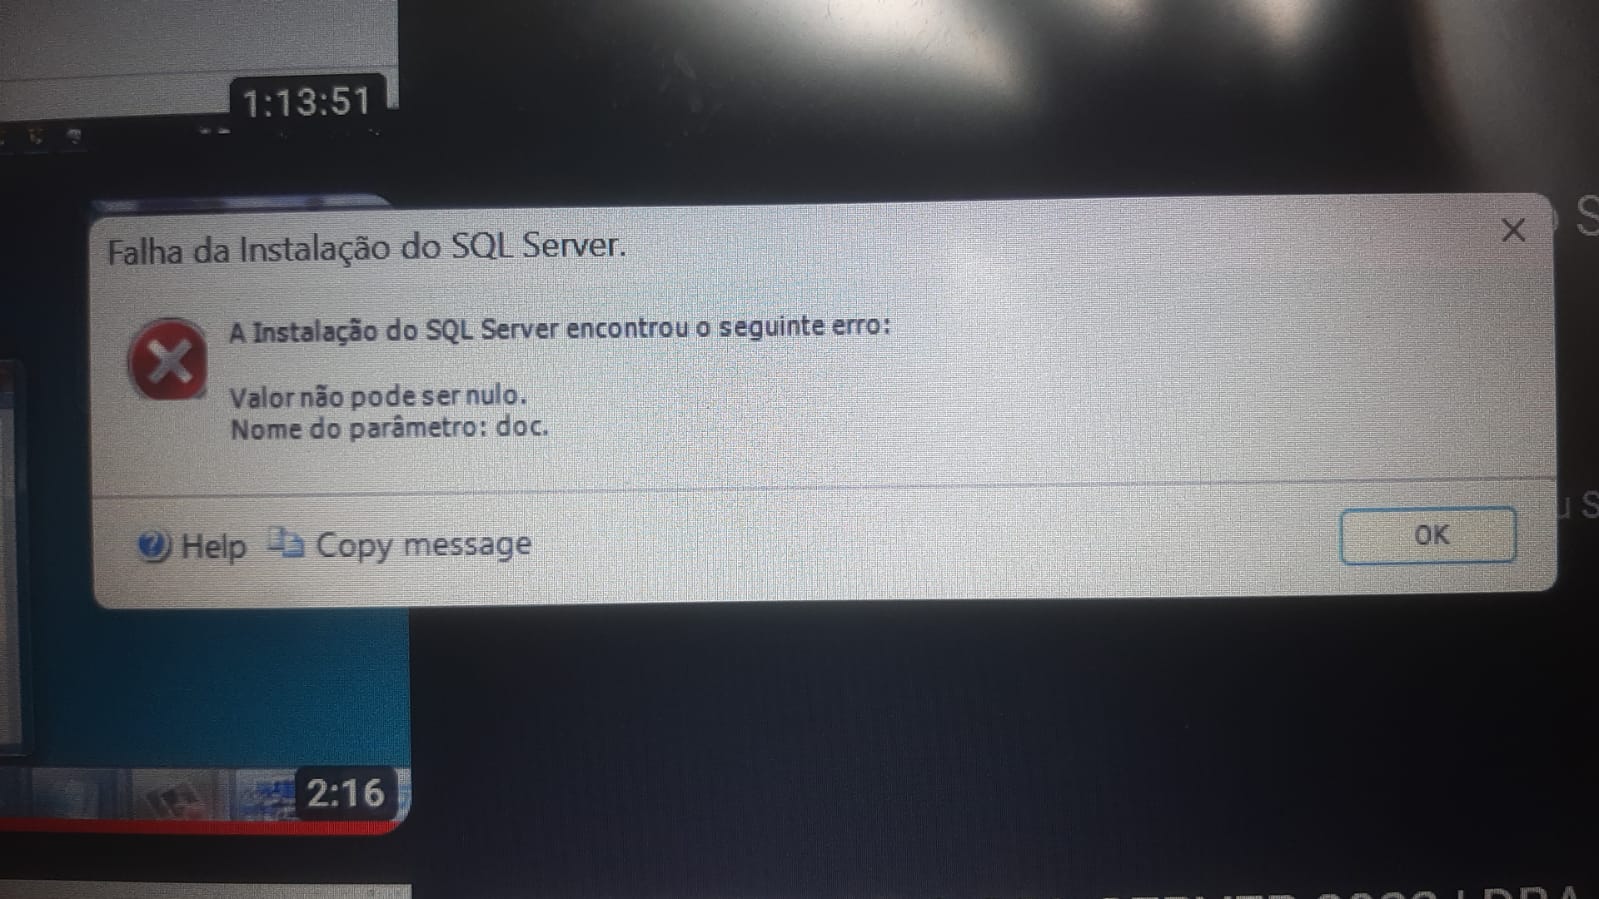 1:13:51
Falha da Instalação do SQL Server.
A Instalação do SQL Server encontrou o seguinte erro:
Valor não pode ser nulo.
Nome do parâmetro: doc.
Help Copy message
OK
2:16